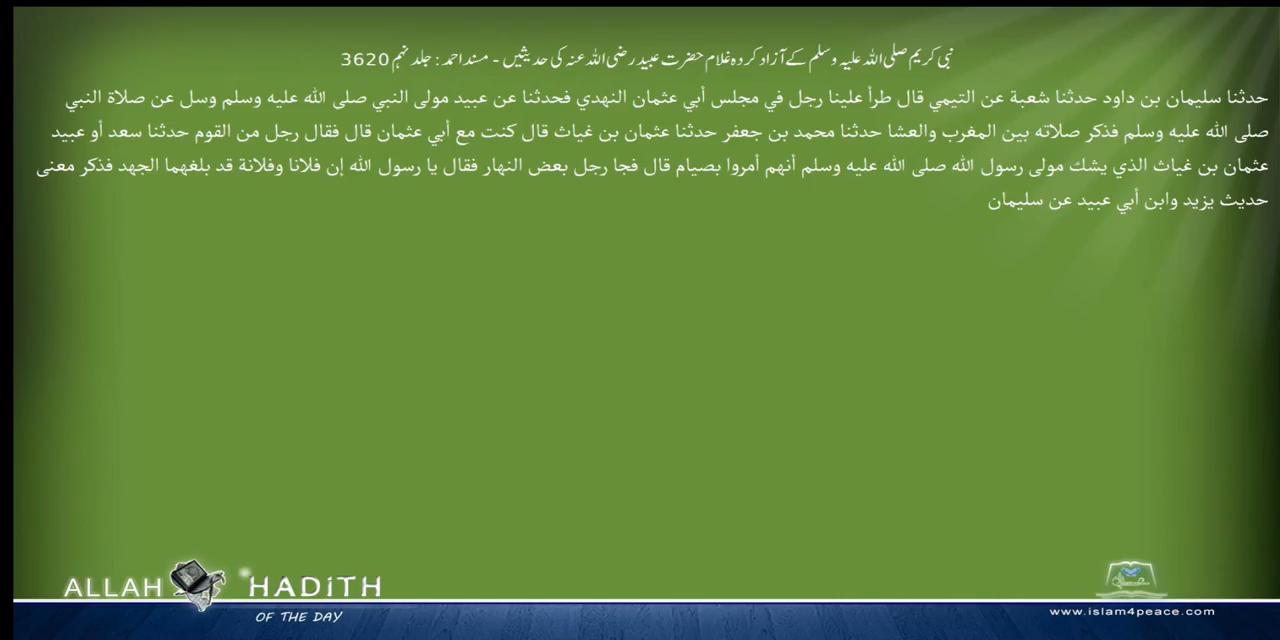 نبی کریم صلی اللہ علیہ وسلم کے آزاد کردہ غلام حضرت عبید رضی اللہ عنہ کی حدیثیں - مسند احمد : جلد نہم 3620
حدثنا سليمان بن داود حدثنا شعبة عن التيمي قال طرأ علينا رجل في مجلس أبي عثمان النهدي فحدثنا عن عبيد مولى النبي صلى الله عليه وسلم وسل عن صلاة النبي
صلى الله عليه وسلم فذكر صلاته بين المغرب والعشا حدثنا محمد بن جعفر حدثنا عثمان بن غياث قال كنت مع أبي عثمان قال فقال رجل من القوم حدثنا سعد أو عبيد
عثمان بن غياث الذي يشك مولى رسول الله صلى الله عليه وسلم أنهم أمروا بصيام قال فجا رجل بعض النهار فقال يا رسول الله إن فلانا وفلانة قد بلغهما الجهد فذكر معنى
حديث يزيد وابن أبي عبيد عن سليمان
ALLAH HADITH
OF THE DAY
www.islam4peace.com